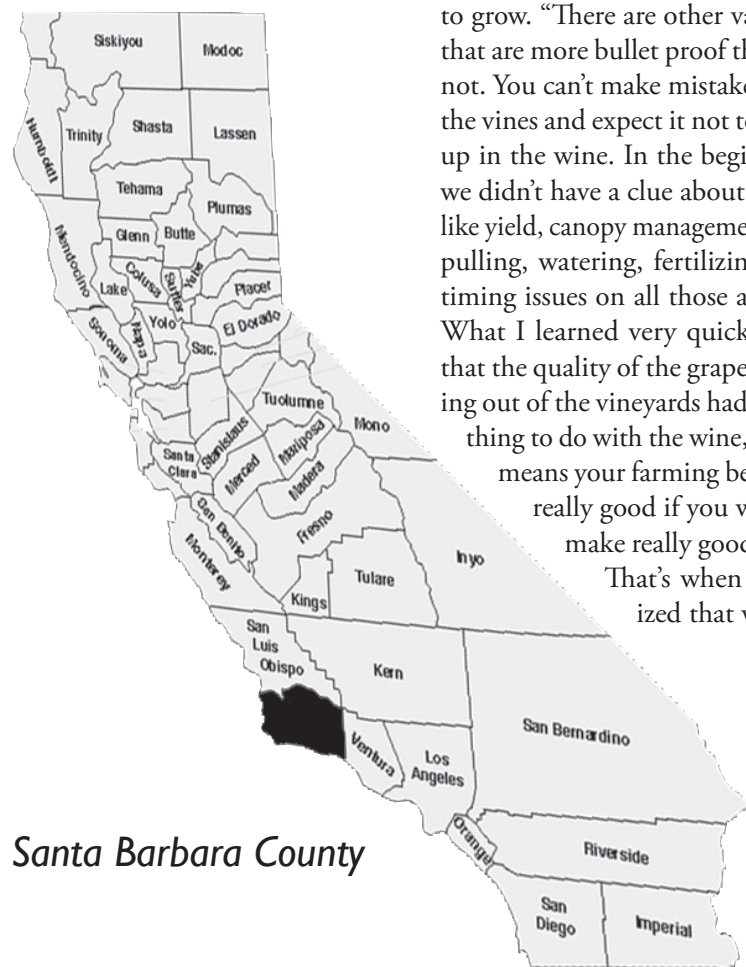 to grow. “There are other va
that are more bullet proof th
not. You can’t make mistake
the vines and expect it not to
up in the wine. In the begi
we didn’t have a clue about
like yield, canopy manageme
pulling, watering, fertilizin
timing issues on all those a
What I learned very quick
that the quality of the grape
ing out of the vineyards had
thing to do with the wine,
means your farming be
really good if you w
make really good
That’s when
ized that w
Siskiyou
Modoc
Humboldt
Trinity
Shasta
Lassen
Tehama
Plumas
Mendocino
Glenn
Butte
Lake
Colusa
Sutter
Yuba
Placer
Sonoma
Napa
Yolo
El Dorado
Sac.
Tuolumne
Mono
Stanislaus
Mariposa
Santa
Clara
Merced
Madera
San Benito
Fresno
Monterey
Inyo
Tulare
Kings
San
Luis
Obispo
Kern
San Bernardino
Ventura
Los
Angeles
Orange
Riverside
San
Diego
Imperial
Santa Barbara County